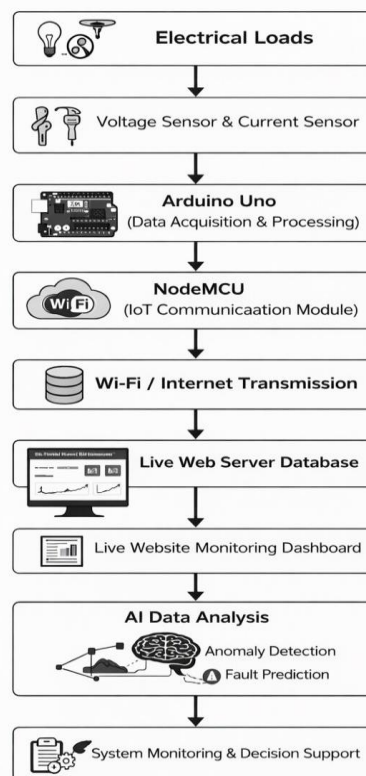 Electrical Loads
Voltage Sensor & Current Sensor
Arduino Uno
(Data Acquisition & Processing)
WiFi
NodeMCU
(IoT Communicaation Module)
Wi-Fi / Internet Transmission
Live Web Server Database
Live Website Monitoring Dashboard
AI Data Analysis
Anomaly Detection
Fault Prediction
System Monitoring & Decision Support